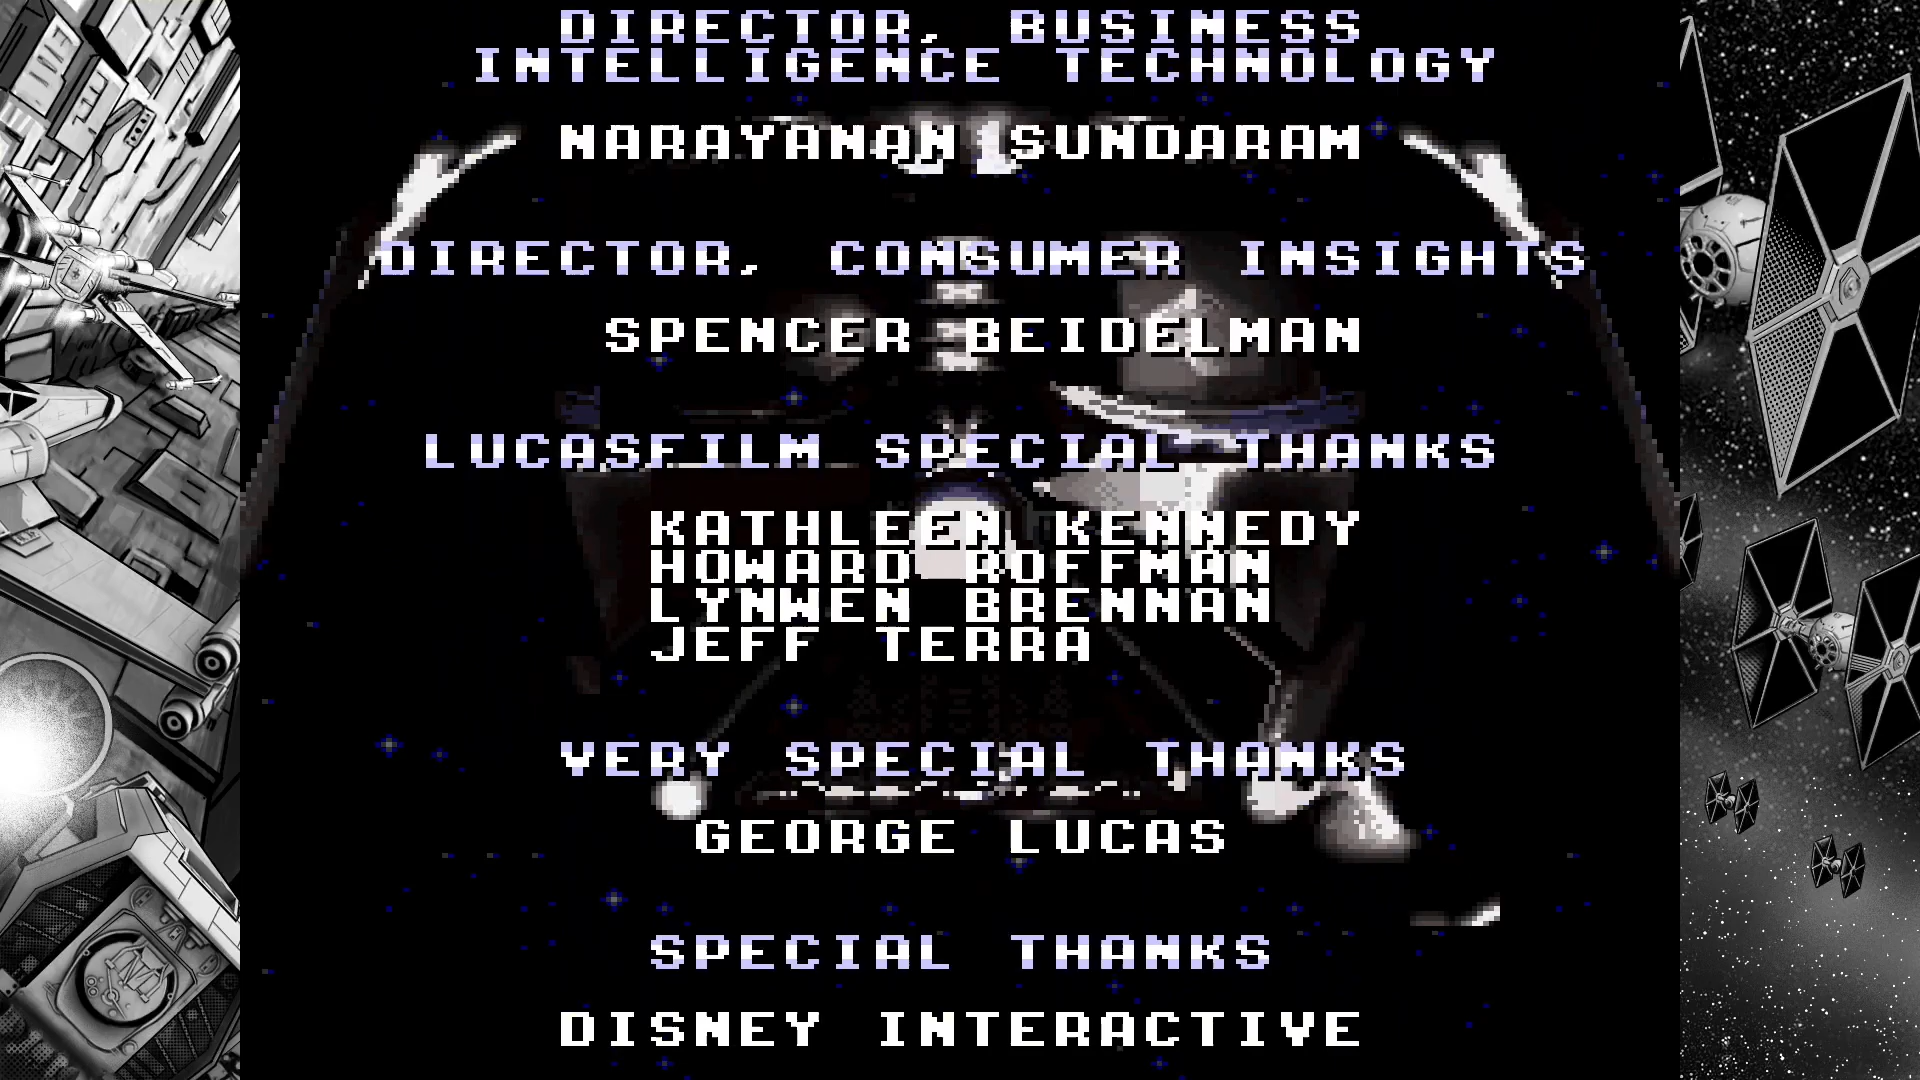 DIRECTOR, BUSINESS
INTELLIGENCE TECHNOLOGY
NARAYANAN SUNDARAM
DIRECTOR, CONSUMER INSIGHTS
SPENCER BEIDELMAN
LUCASFILM SPECIAL THANKS
KATHLEEN KENNEDY
HOWARD ROFFMAN
LYNWEN BRENNAN
JEFF TERRA
VERY SPECIAL THANKS
GEORGE LUCAS
SPECIAL THANKS
DISNEY INTERACTIVE